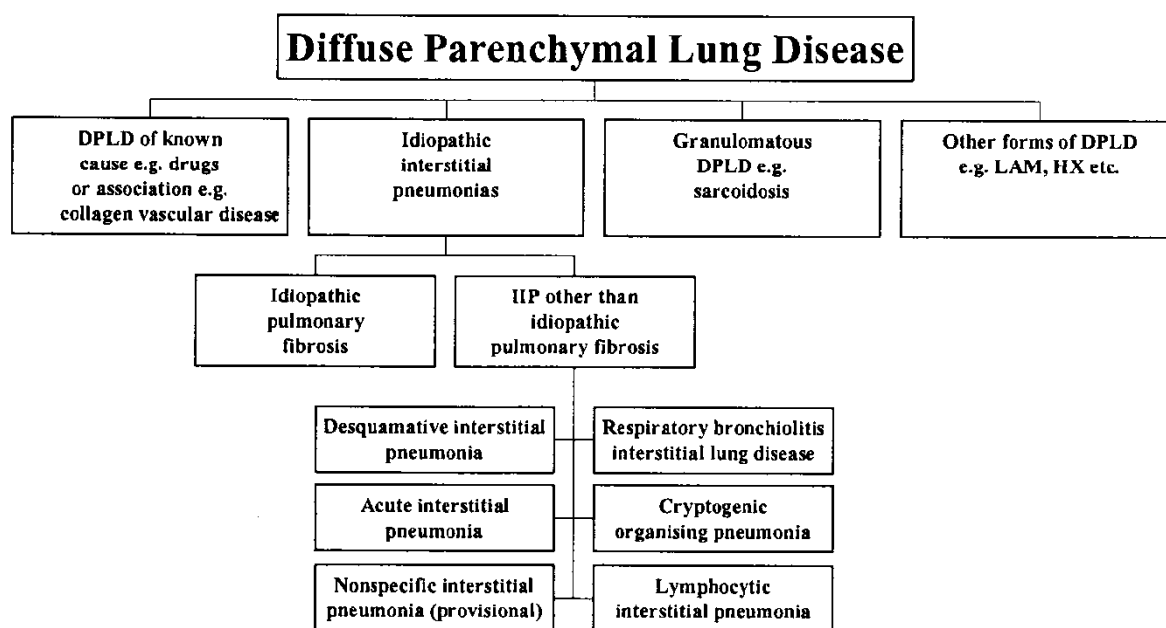 Diffuse Parenchymal Lung Disease
DPLD of known
cause e.g. drugs
or association e.g.
collagen vascular disease
Idiopathic
interstitial
pneumonias
Granulomatous
DPLD e.g.
sarcoidosis
Other forms of DPLD
e.g. LAM, HX etc.
Idiopathic
pulmonary
fibrosis
IIP other than
idiopathic
pulmonary fibrosis
Desquamative interstitial
pneumonia
Respiratory bronchiolitis
interstitial lung disease
Acute interstitial
pneumonia
Cryptogenic
organising pneumonia
Nonspecific interstitial
pneumonia (provisional)
Lymphocytic
interstitial pneumonia